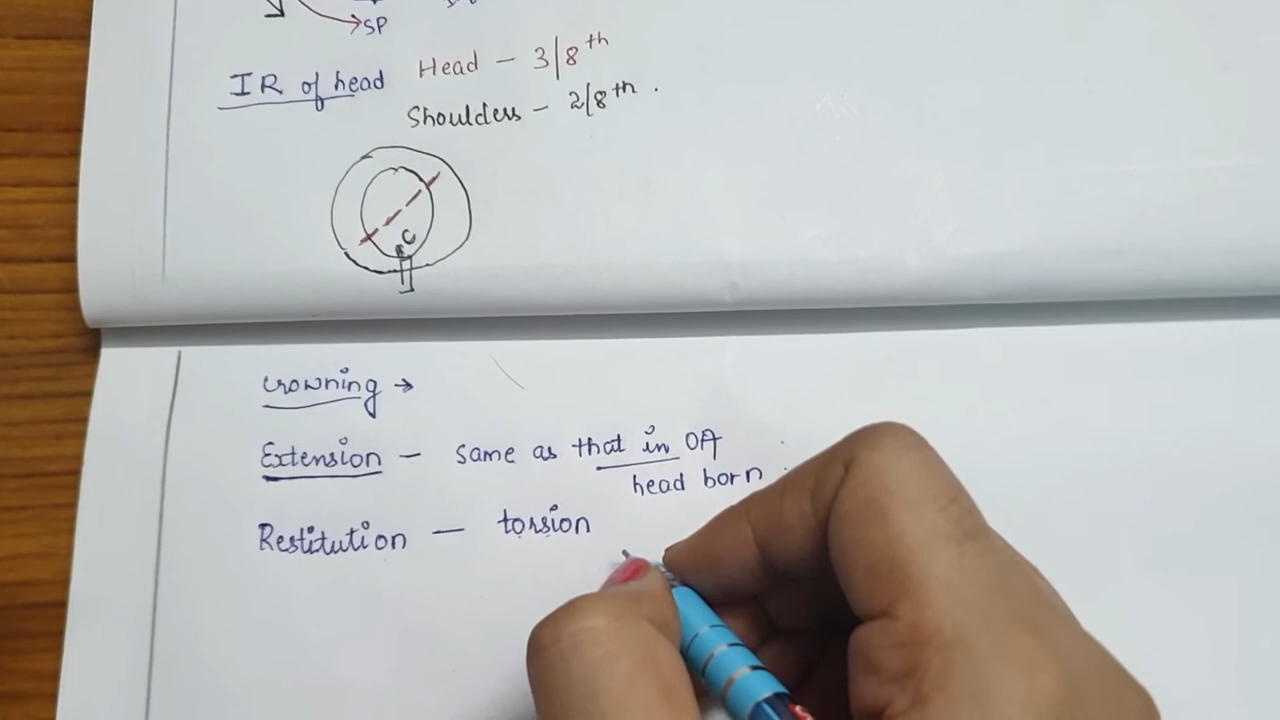 SP
IR of head Head - 3/8th
Shoulders - 2/8th.
C
Crowning →
Extension - same as that in OA
head born.
Restitution - torsion